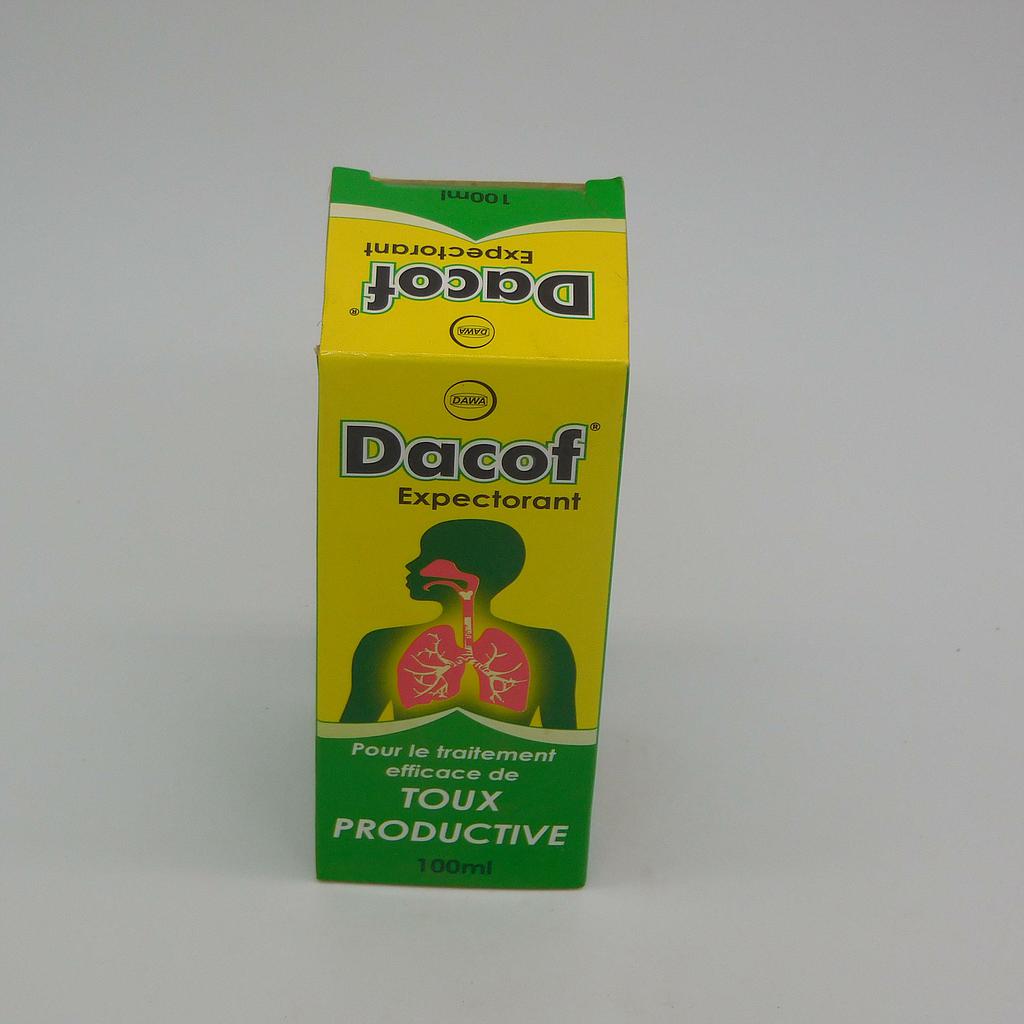 100ml
Expectorant
Dacof®
DAWA
DAWA
Dacof®
Expectorant
Pour le traitement
efficace de
TOUX
PRODUCTIVE
100ml